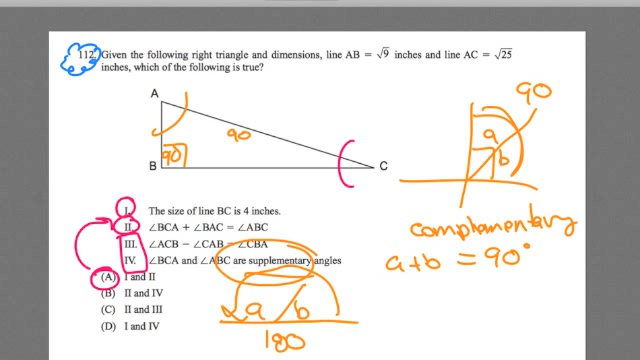 112. Given the following right triangle and dimensions, line AB = √9 inches and line AC = √25
inches, which of the following is true?
A
90
90
B
C
90
a
b
complamentary
a+b = 90°
I. The size of line BC is 4 inches.
II. ∠BCA + ∠BAC = ∠ABC
III. ∠ACB − ∠CAB = ∠CBA
IV. ∠BCA and ∠ABC are supplementary angles
(A) I and II
(B) II and IV
(C) II and III
(D) I and IV
∠a / b
180